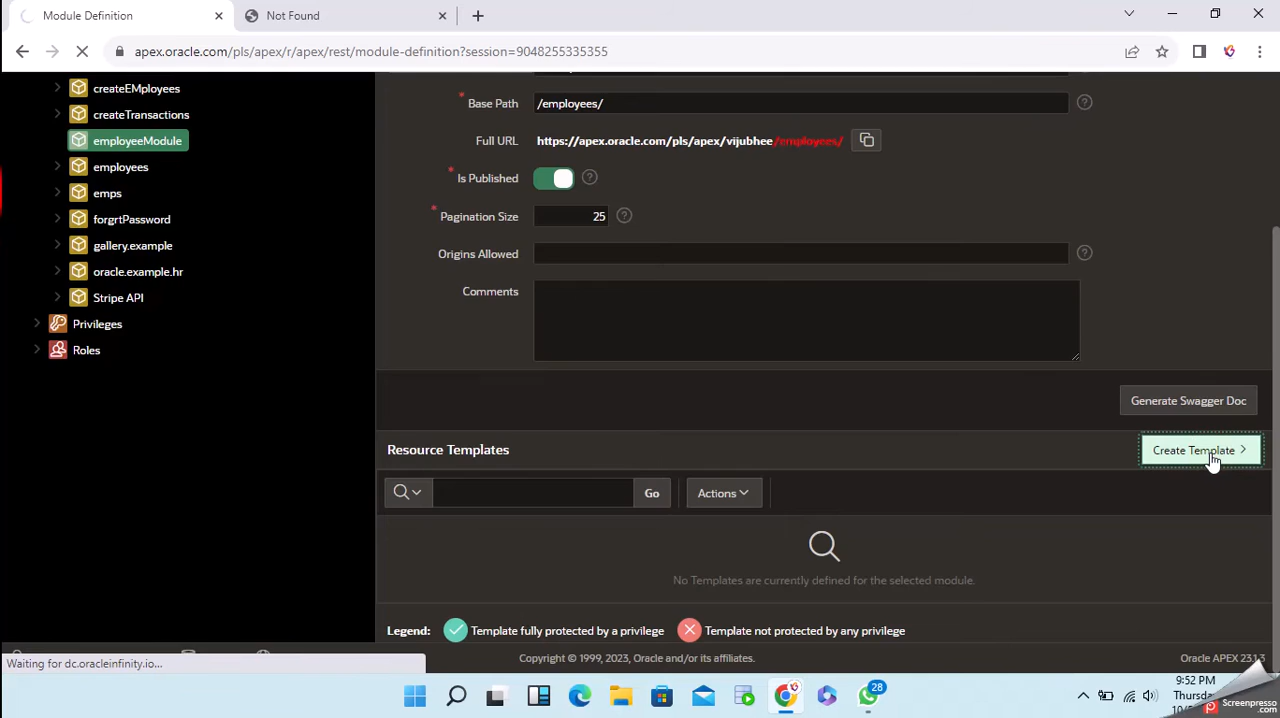 Module Definition
Not Found
apex.oracle.com/pls/apex/r/apex/rest/module-definition?session=9048255335355
createEMployees
createTransactions
employeeModule
employees
emps
forgrtPassword
gallery.example
oracle.example.hr
Stripe API
Privileges
Roles
* Base Path /employees/
Full URL https://apex.oracle.com/pls/apex/vijubhee/employees/
* Is Published
* Pagination Size 25
Origins Allowed
Comments
Generate Swagger Doc
Resource Templates
Create Template
Go
Actions
No Templates are currently defined for the selected module.
Legend: Template fully protected by a privilege Template not protected by any privilege
Waiting for dc.oracleinfinity.io...
Copyright © 1999, 2023, Oracle and/or its affiliates.
Oracle APEX 23.1.3
28
9:52 PM
Thursda
Screenpresso
.com